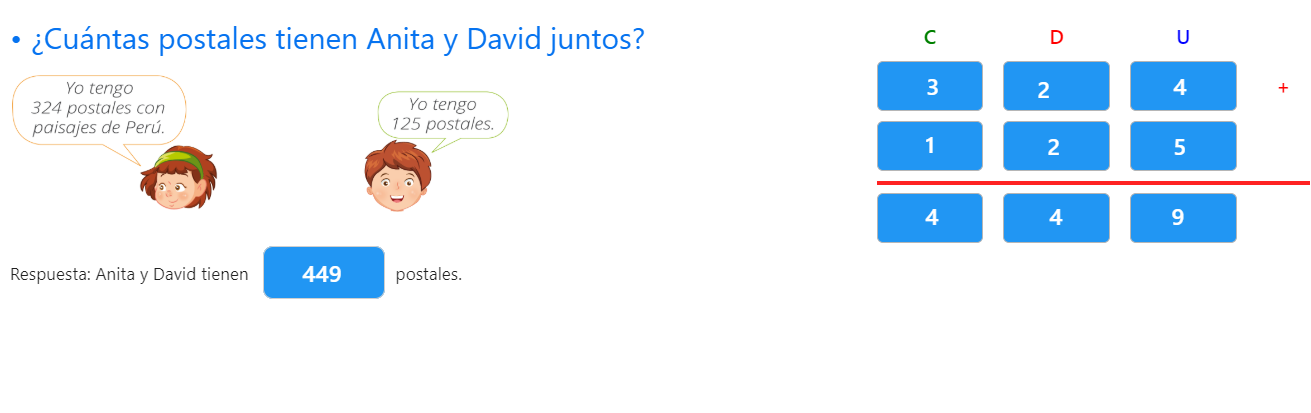 • ¿Cuántas postales tienen Anita y David juntos?
Yo tengo
324 postales con
paisajes de Perú.
Yo tengo
125 postales.
Respuesta: Anita y David tienen 449 postales.
C D U
3 2 4 +
1 2 5
4 4 9